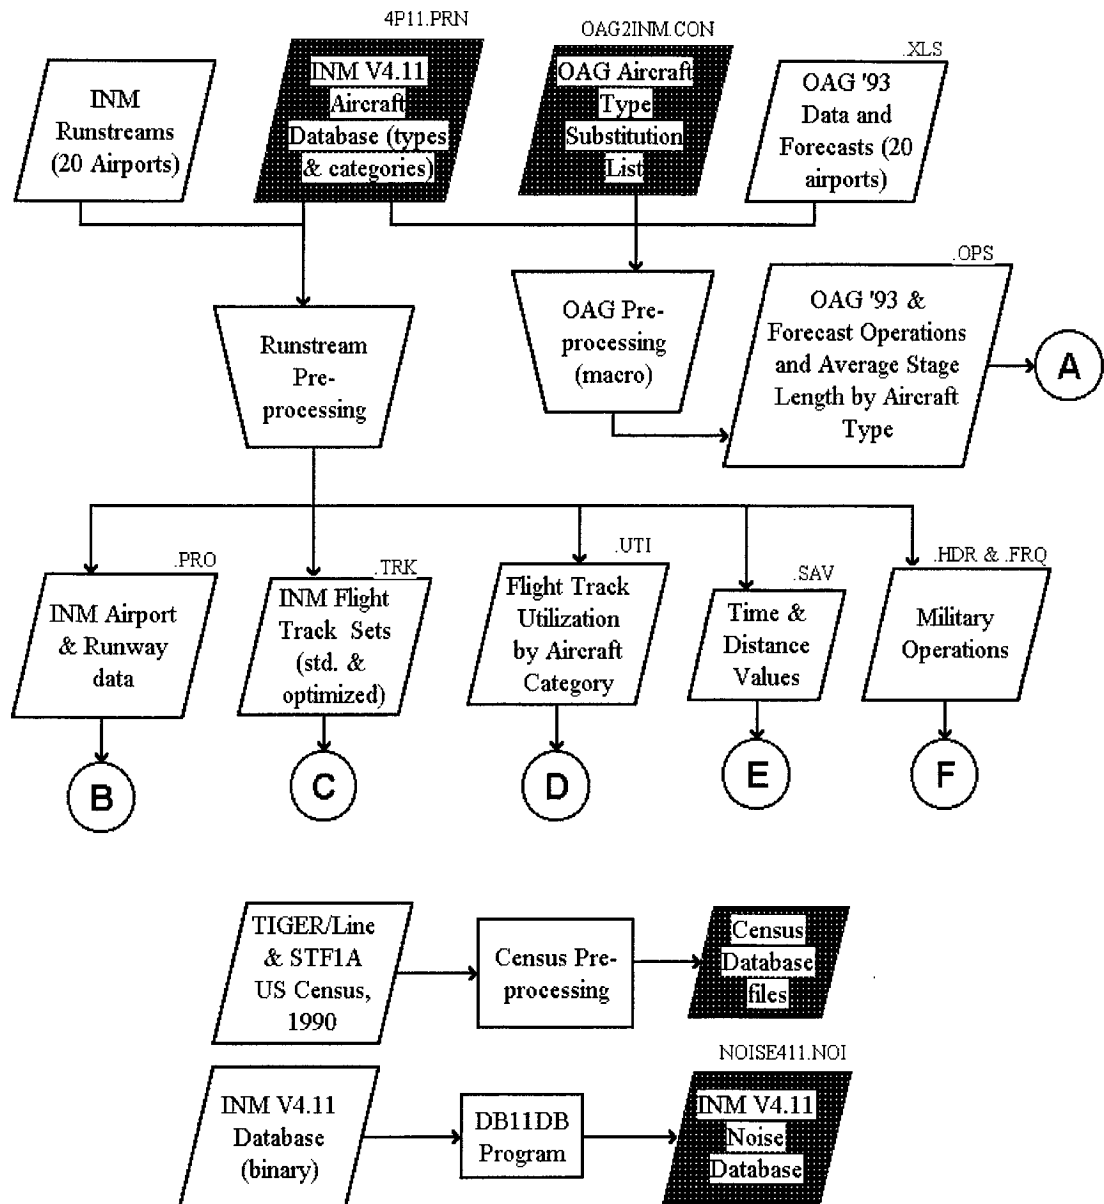 4P11.PRN
OAG2INM.CON
.XLS
INM
Runstreams
(20 Airports)
INM V4.11
Aircraft
Database (types
& categories)
OAG Aircraft
Type
Substitution
List
OAG '93
Data and
Forecasts (20
airports)
Runstream
Pre-
processing
OAG Pre-
processing
(macro)
.OPS
OAG '93 &
Forecast Operations
and Average Stage
Length by Aircraft
Type
A
.PRO
INM Airport
& Runway
data
.TRK
INM Flight
Track Sets
(std. &
optimized)
.UTI
Flight Track
Utilization
by Aircraft
Category
.SAV
Time &
Distance
Values
.HDR & .FRQ
Military
Operations
B
C
D
E
F
TIGER/Line
& STF1A
US Census,
1990
Census Pre-
processing
Census
Database
files
INM V4.11
Database
(binary)
DB11DB
Program
NOISE411.NOI
INM V4.11
Noise
Database